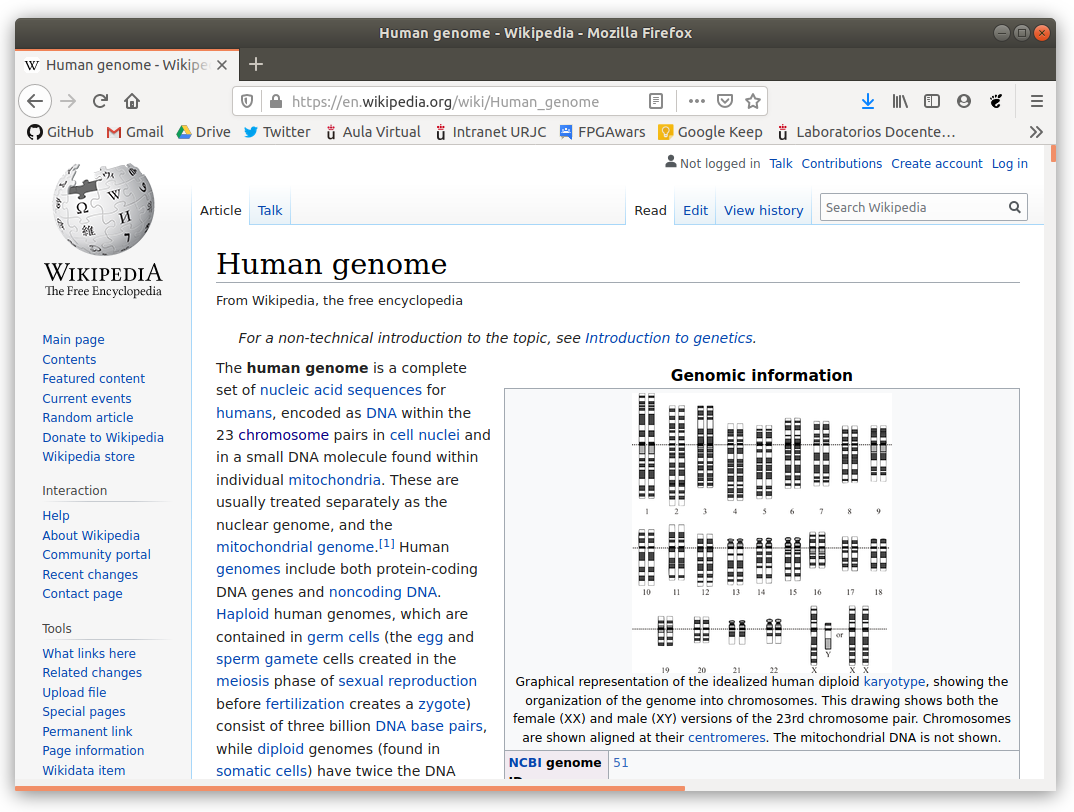 Human genome - Wikipedia - Mozilla Firefox
W Human genome - Wikipe
https://en.wikipedia.org/wiki/Human_genome
GitHub Gmail Drive Twitter Aula Virtual Intranet URJC FPGAwars Google Keep Laboratorios Docente…
Not logged in Talk Contributions Create account Log in
Article Talk Read Edit View history Search Wikipedia
WIKIPEDIA
The Free Encyclopedia
Main page
Contents
Featured content
Current events
Random article
Donate to Wikipedia
Wikipedia store
Interaction
Help
About Wikipedia
Community portal
Recent changes
Contact page
Tools
What links here
Related changes
Upload file
Special pages
Permanent link
Page information
Wikidata item
Human genome
From Wikipedia, the free encyclopedia
For a non-technical introduction to the topic, see Introduction to genetics.
The human genome is a complete
set of nucleic acid sequences for
humans, encoded as DNA within the
23 chromosome pairs in cell nuclei and
in a small DNA molecule found within
individual mitochondria. These are
usually treated separately as the
nuclear genome, and the
mitochondrial genome.[1] Human
genomes include both protein-coding
DNA genes and noncoding DNA.
Haploid human genomes, which are
contained in germ cells (the egg and
sperm gamete cells created in the
meiosis phase of sexual reproduction
before fertilization creates a zygote)
consist of three billion DNA base pairs,
while diploid genomes (found in
somatic cells) have twice the DNA
Genomic information
1 2 3 4 5 6 7 8 9
10 11 12 13 14 15 16 17 18
or
Y
19 20 21 22 X X X
Graphical representation of the idealized human diploid karyotype, showing the
organization of the genome into chromosomes. This drawing shows both the
female (XX) and male (XY) versions of the 23rd chromosome pair. Chromosomes
are shown aligned at their centromeres. The mitochondrial DNA is not shown.
NCBI genome 51